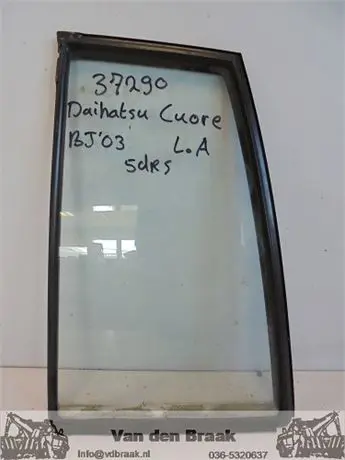 37290
Daihatsu Cuore
BJ'03 L.A
5drs
Van den Braak
Info@vdbraak.nl 036-5320637